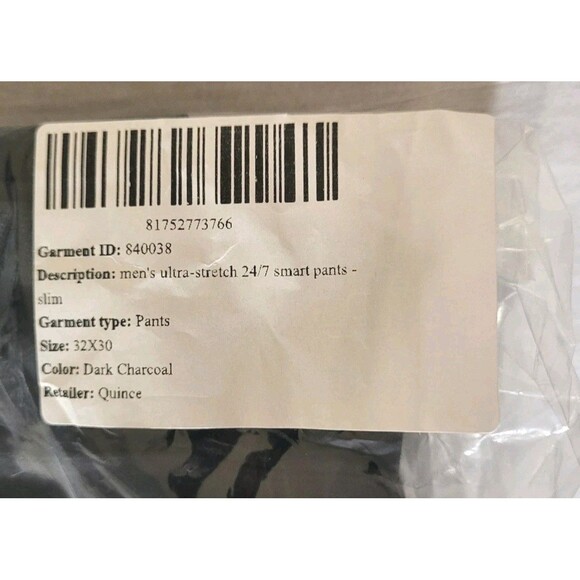 81752773766
Garment ID: 840038
Description: men's ultra-stretch 24/7 smart pants -
slim
Garment type: Pants
Size: 32X30
Color: Dark Charcoal
Retailer: Quince